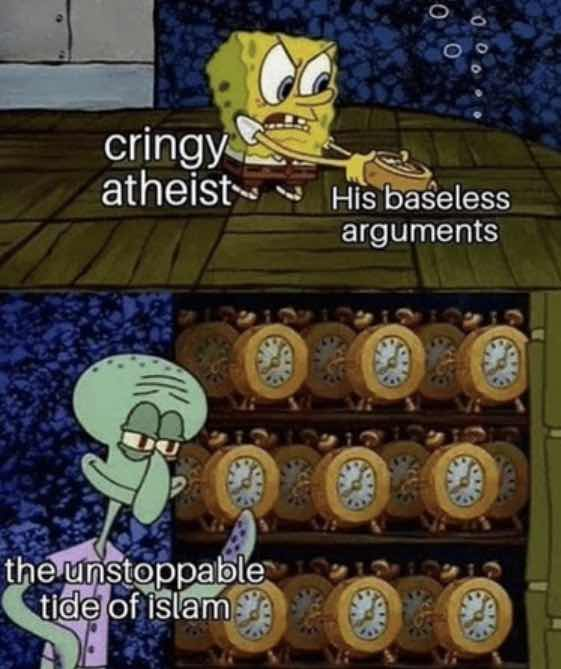 cringy
atheist
His baseless
arguments
the unstoppable
tide of islam